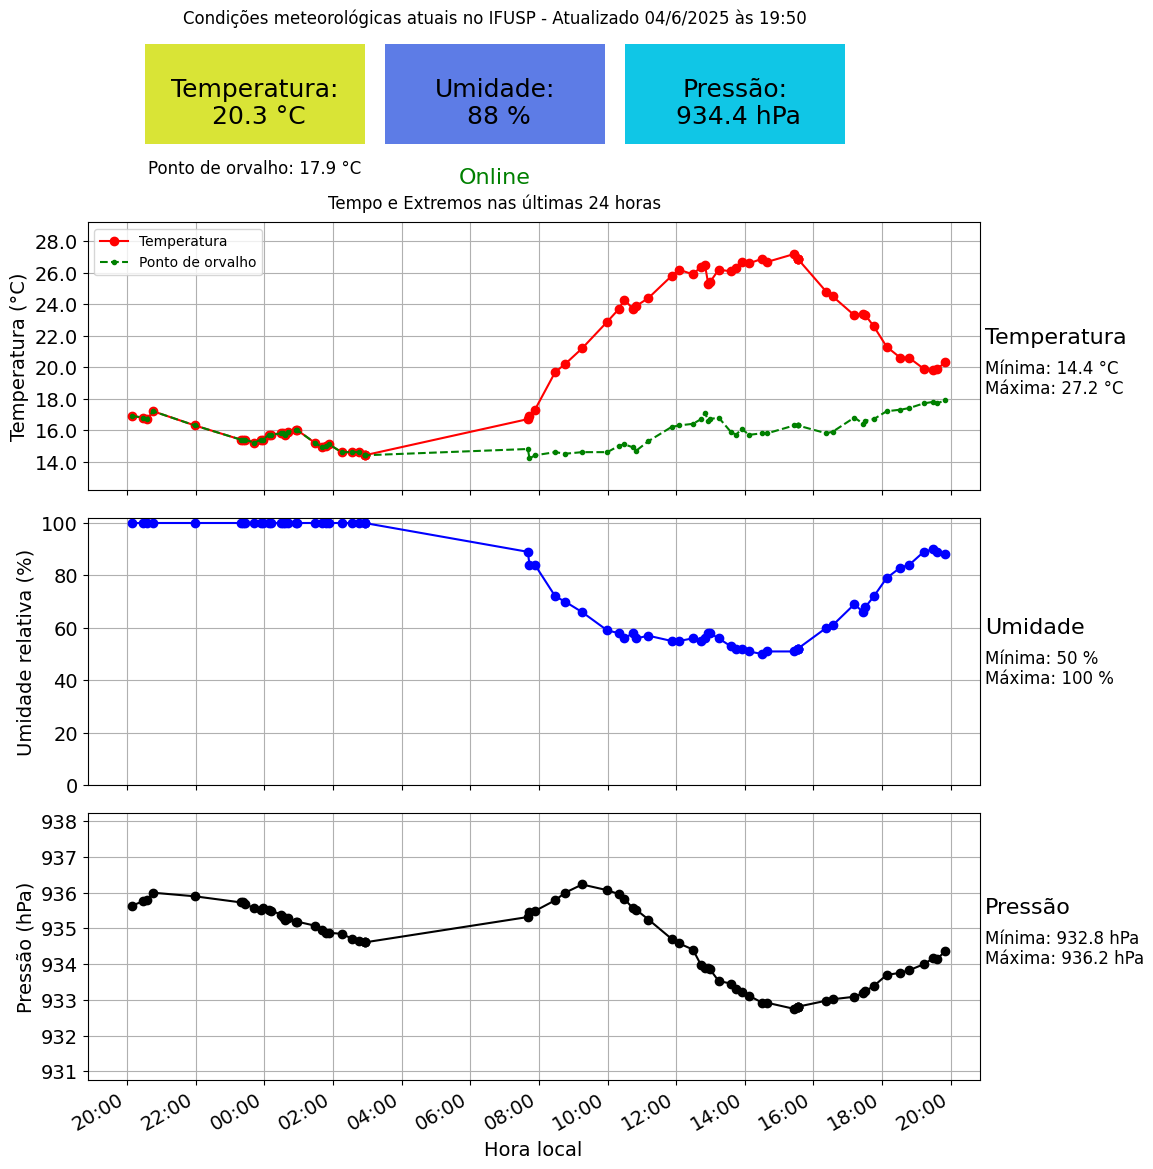 Condições meteorológicas atuais no IFUSP - Atualizado 04/6/2025 às 19:50
Temperatura:
20.3 °C
Umidade:
88 %
Pressão:
934.4 hPa
Ponto de orvalho: 17.9 °C
Online
Tempo e Extremos nas últimas 24 horas
Temperatura
Ponto de orvalho
Temperatura (°C)
28.0
26.0
24.0
22.0
20.0
18.0
16.0
14.0
Temperatura
Mínima: 14.4 °C
Máxima: 27.2 °C
Umidade relativa (%)
100
80
60
40
20
0
Umidade
Mínima: 50 %
Máxima: 100 %
Pressão (hPa)
938
937
936
935
934
933
932
931
Pressão
Mínima: 932.8 hPa
Máxima: 936.2 hPa
20:00
22:00
00:00
02:00
04:00
06:00
08:00
10:00
12:00
14:00
16:00
18:00
20:00
Hora local